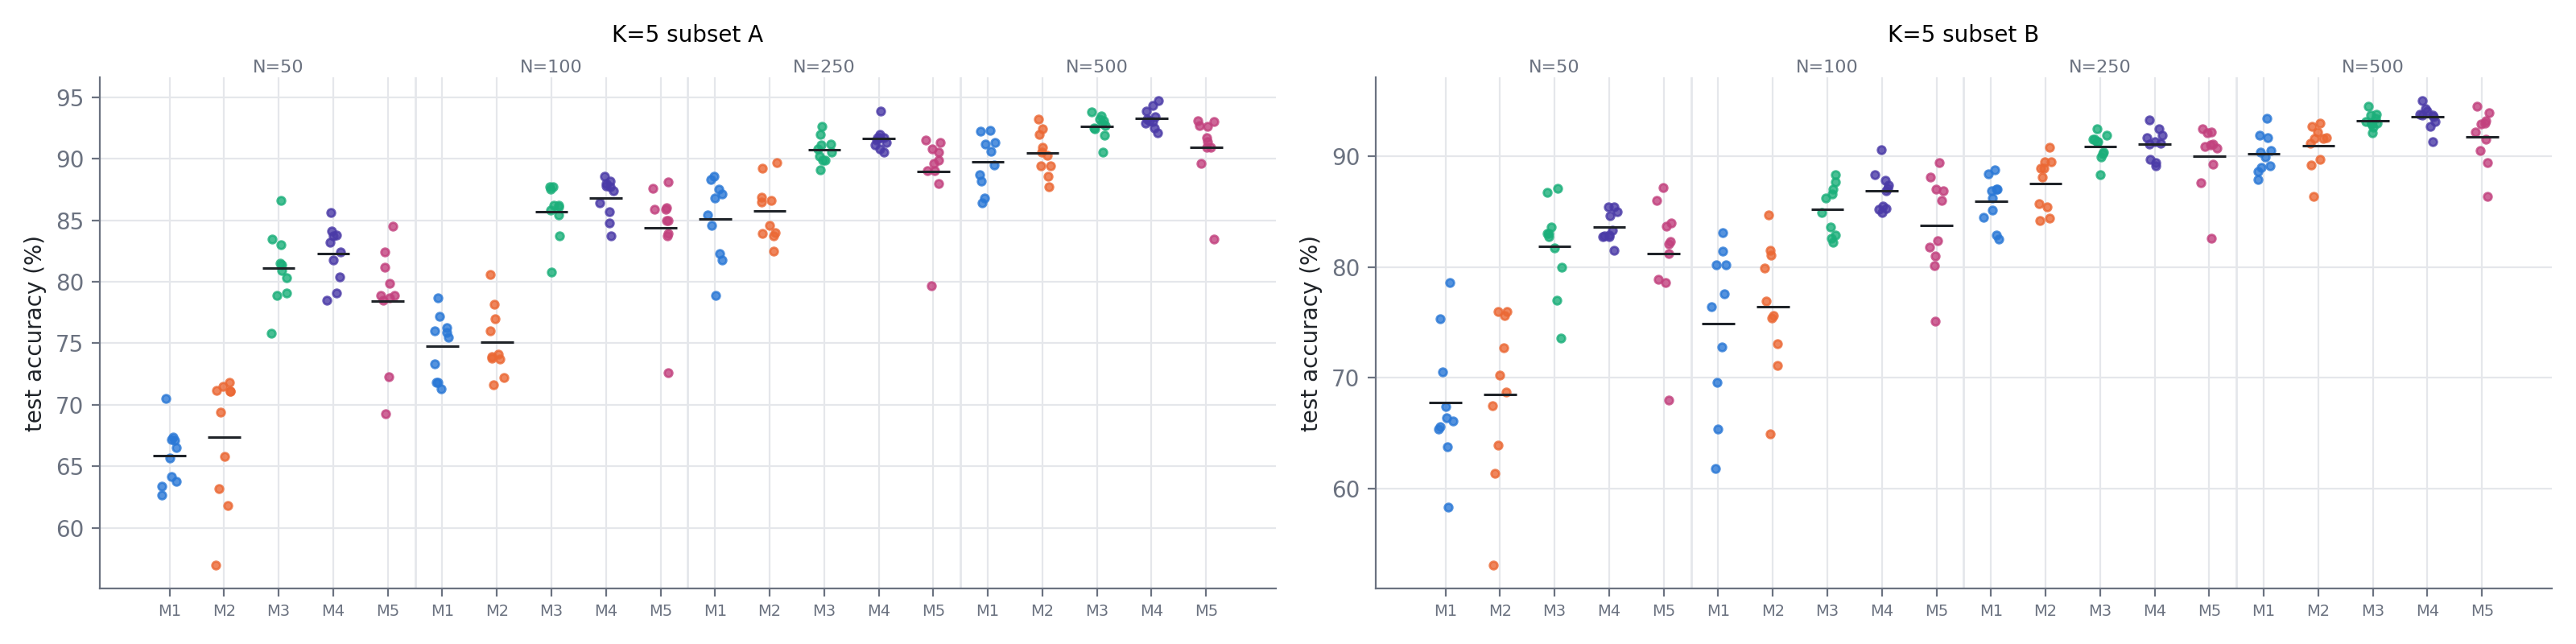 K=5 subset A
N=50 N=100 N=250 N=500
test accuracy (%)
95
90
85
80
75
70
65
60
M1 M2 M3 M4 M5 M1 M2 M3 M4 M5 M1 M2 M3 M4 M5 M1 M2 M3 M4 M5
K=5 subset B
N=50 N=100 N=250 N=500
test accuracy (%)
90
80
70
60
M1 M2 M3 M4 M5 M1 M2 M3 M4 M5 M1 M2 M3 M4 M5 M1 M2 M3 M4 M5